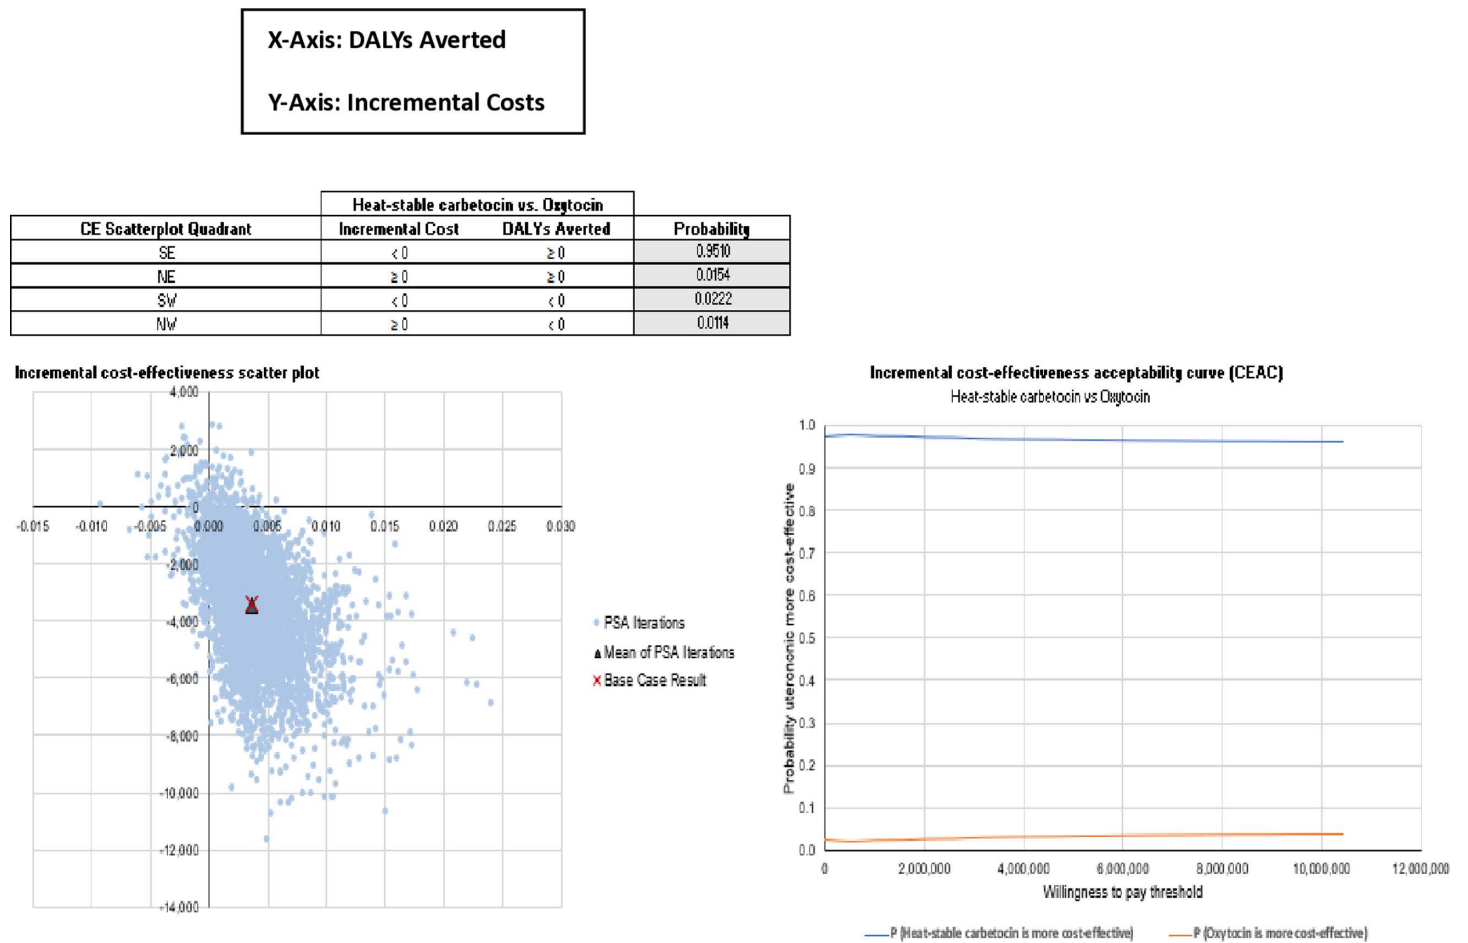 X-Axis: DALYs Averted
Y-Axis: Incremental Costs
Heat-stable carbetocin vs. Oxytocin
CE Scatterplot Quadrant Incremental Cost DALYs Averted Probability
SE < 0 ≥ 0 0.9510
NE ≥ 0 ≥ 0 0.0154
SW < 0 < 0 0.0222
NW ≥ 0 < 0 0.0114
Incremental cost-effectiveness scatter plot
4,000
2,000
0
-0.015 -0.010 -0.005 0.000 0.005 0.010 0.015 0.020 0.025 0.030
-2,000
-4,000
-6,000
-8,000
-10,000
-12,000
-14,000
PSA Iterations
Mean of PSA Iterations
Base Case Result
Incremental cost-effectiveness acceptability curve (CEAC)
Heat-stable carbetocin vs Oxytocin
Probability uterononic more cost-effective
1.0
0.9
0.8
0.7
0.6
0.5
0.4
0.3
0.2
0.1
0.0
0 2,000,000 4,000,000 6,000,000 8,000,000 10,000,000 12,000,000
Willingness to pay threshold
P (Heat-stable carbetocin is more cost-effective) P (Oxytocin is more cost-effective)